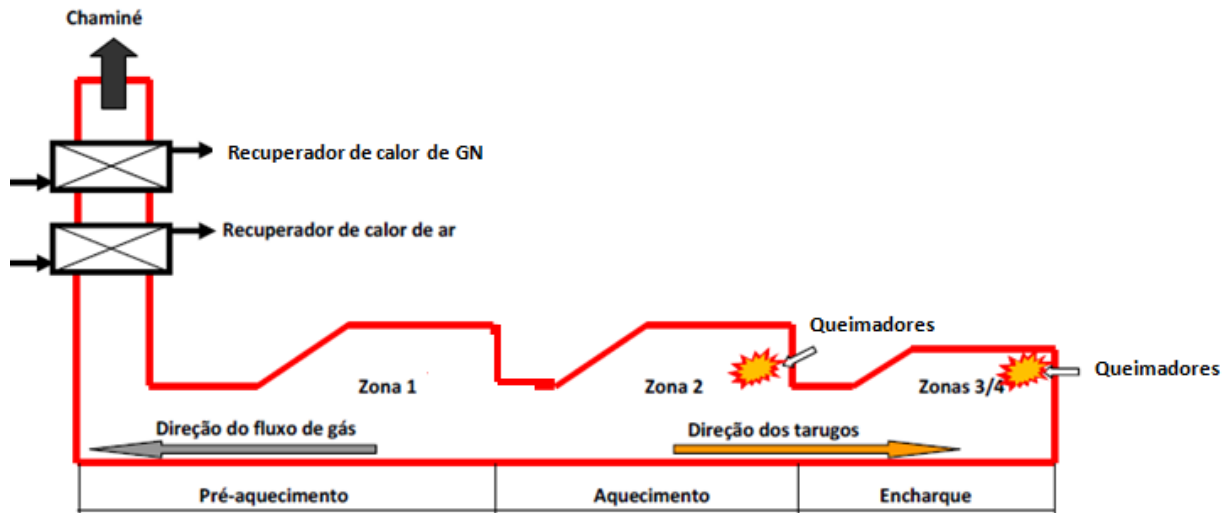 Chaminé
Recuperador de calor de GN
Recuperador de calor de ar
Queimadores
Queimadores
Zona 1
Zona 2
Zonas 3/4
Direção do fluxo de gás
Direção dos tarugos
Pré-aquecimento
Aquecimento
Encharque